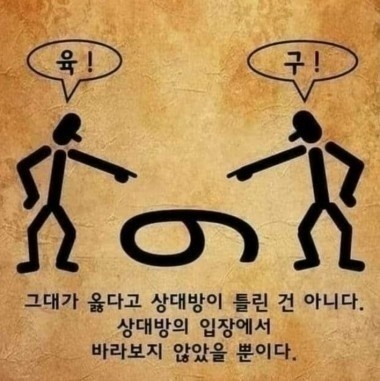 육!
구!
그대가 옳다고 상대방이 틀린 건 아니다.
상대방의 입장에서
바라보지 않았을 뿐이다.